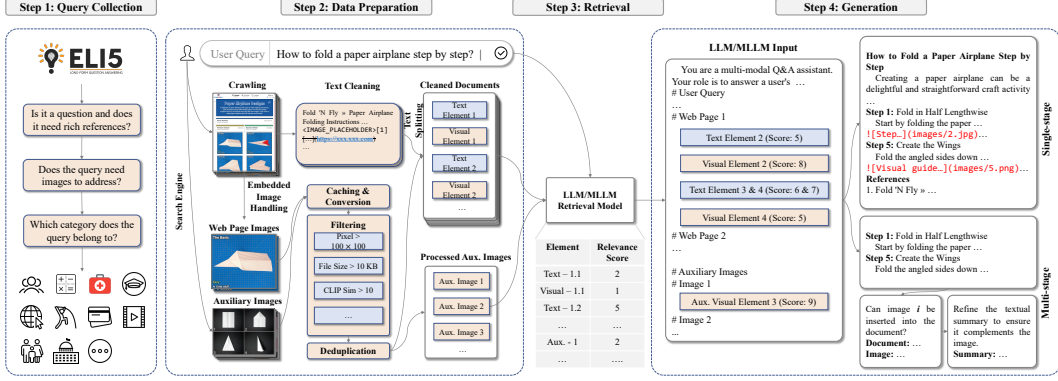 Step 1: Query Collection
Step 2: Data Preparation
Step 3: Retrieval
Step 4: Generation
ELI5
LONG FORM QUESTION ANSWERING
Is it a question and does
it need rich references?
Does the query need
images to address?
Which category does
the query belong to?
User Query
How to fold a paper airplane step by step? |
Search Engine
Crawling
Embedded
Image
Handling
Web Page Images
Auxiliary Images
Text Cleaning
Fold 'N Fly » Paper Airplane
Folding Instructions …
<IMAGE_PLACEHOLDER>[1]
…
Text
Splitting
Caching &
Conversion
Filtering
Pixel >
100 × 100
File Size > 10 KB
CLIP Sim > 10
Deduplication
Cleaned Documents
Text
Element 1
Visual
Element 1
Text
Element 2
Visual
Element 2
…
Processed Aux. Images
Aux. Image 1
Aux. Image 2
Aux. Image 3
…
LLM/MLLM
Retrieval Model
Element Relevance
Score
Text – 1.1 2
Visual – 1.1 1
Text – 1.2 5
… …
Aux. - 1 2
… ….
LLM/MLLM Input
You are a multi-modal Q&A assistant.
Your role is to answer a user's …
# User Query
…
# Web Page 1
Text Element 2 (Score: 5)
Visual Element 2 (Score: 8)
Text Element 3 & 4 (Score: 6 & 7)
Visual Element 4 (Score: 5)
# Web Page 2
…
# Auxiliary Images
# Image 1
Aux. Visual Element 3 (Score: 9)
# Image 2
...
Single-stage
How to Fold a Paper Airplane Step by
Step
Creating a paper airplane can be a
delightful and straightforward craft activity
…
Step 1: Fold in Half Lengthwise
Start by folding the paper …
![Step…](images/2.jpg)…
Step 5: Create the Wings
Fold the angled sides down …
![Visual guide…](images/5.png)…
References
1. Fold 'N Fly » …
Multi-stage
Step 1: Fold in Half Lengthwise
Start by folding the paper …
Step 5: Create the Wings
Fold the angled sides down …
Can image i be
inserted into the
document?
Document: …
Image: …
Refine the textual
summary to ensure
it complements the
image.
Summary: …